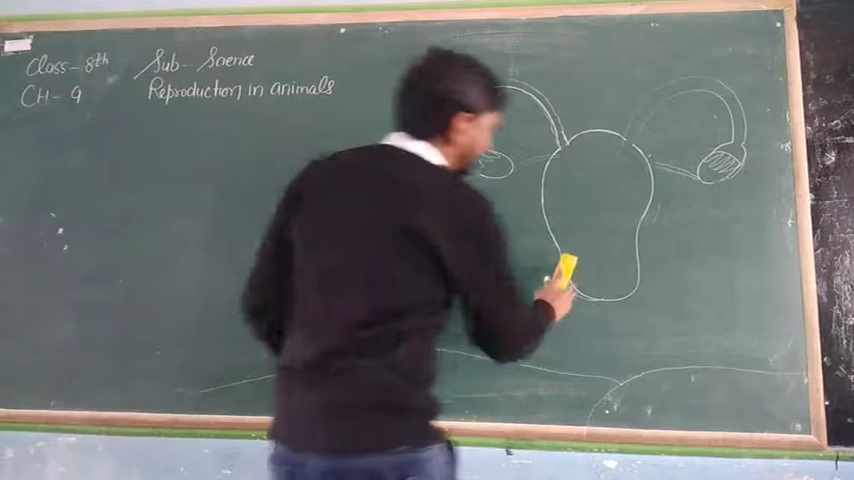 Class-8th Sub- Science
CH-9 Reproduction in Animals